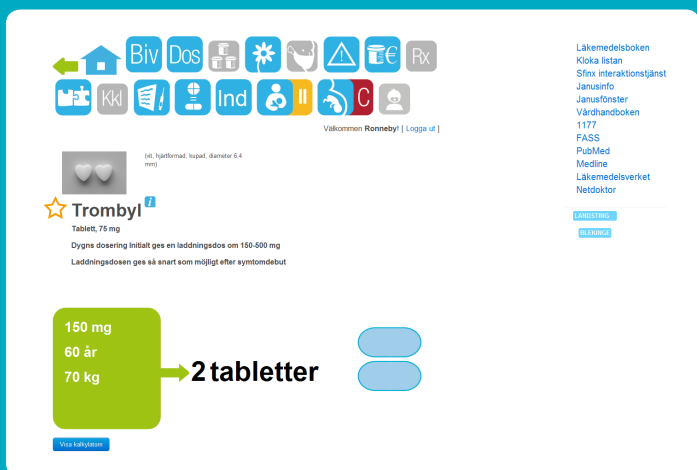 Biv Dos Rx
Kkl Ind II C
Välkommen Ronneby! [ Logga ut ]
(vit, hjärtformad, kupad, diameter 6,4
mm)
Trombyl i
Tablett, 75 mg
Dygns dosering Initialt ges en laddningsdos om 150-500 mg
Laddningsdosen ges så snart som möjligt efter symtomdebut
150 mg
60 år
70 kg
2 tabletter
Visa kalkylatorn
Läkemedelsboken
Kloka listan
Sfinx interaktionstjänst
Janusinfo
Janusfönster
Vårdhandboken
1177
FASS
PubMed
Medline
Läkemedelsverket
Netdoktor
LANDSTING
BLEKINGE